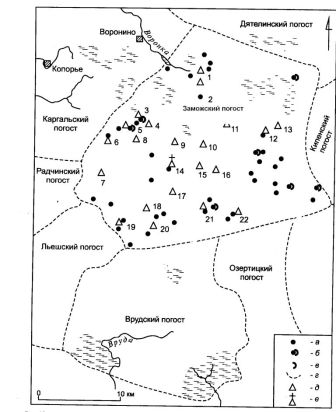 Дятелинский погост
Воронино
Воронка
Копорье
1
2
Заможский погост
3
4
5
6
7
8
9
10
11
12
13
14
15
16
17
18
19
20
21
22
Каргальский погост
Кипенский погост
Радчинский погост
Льешский погост
Озертицкий погост
Врудский погост
Вруда
0
10 км
- а
- б
- в
- г
- д
- е